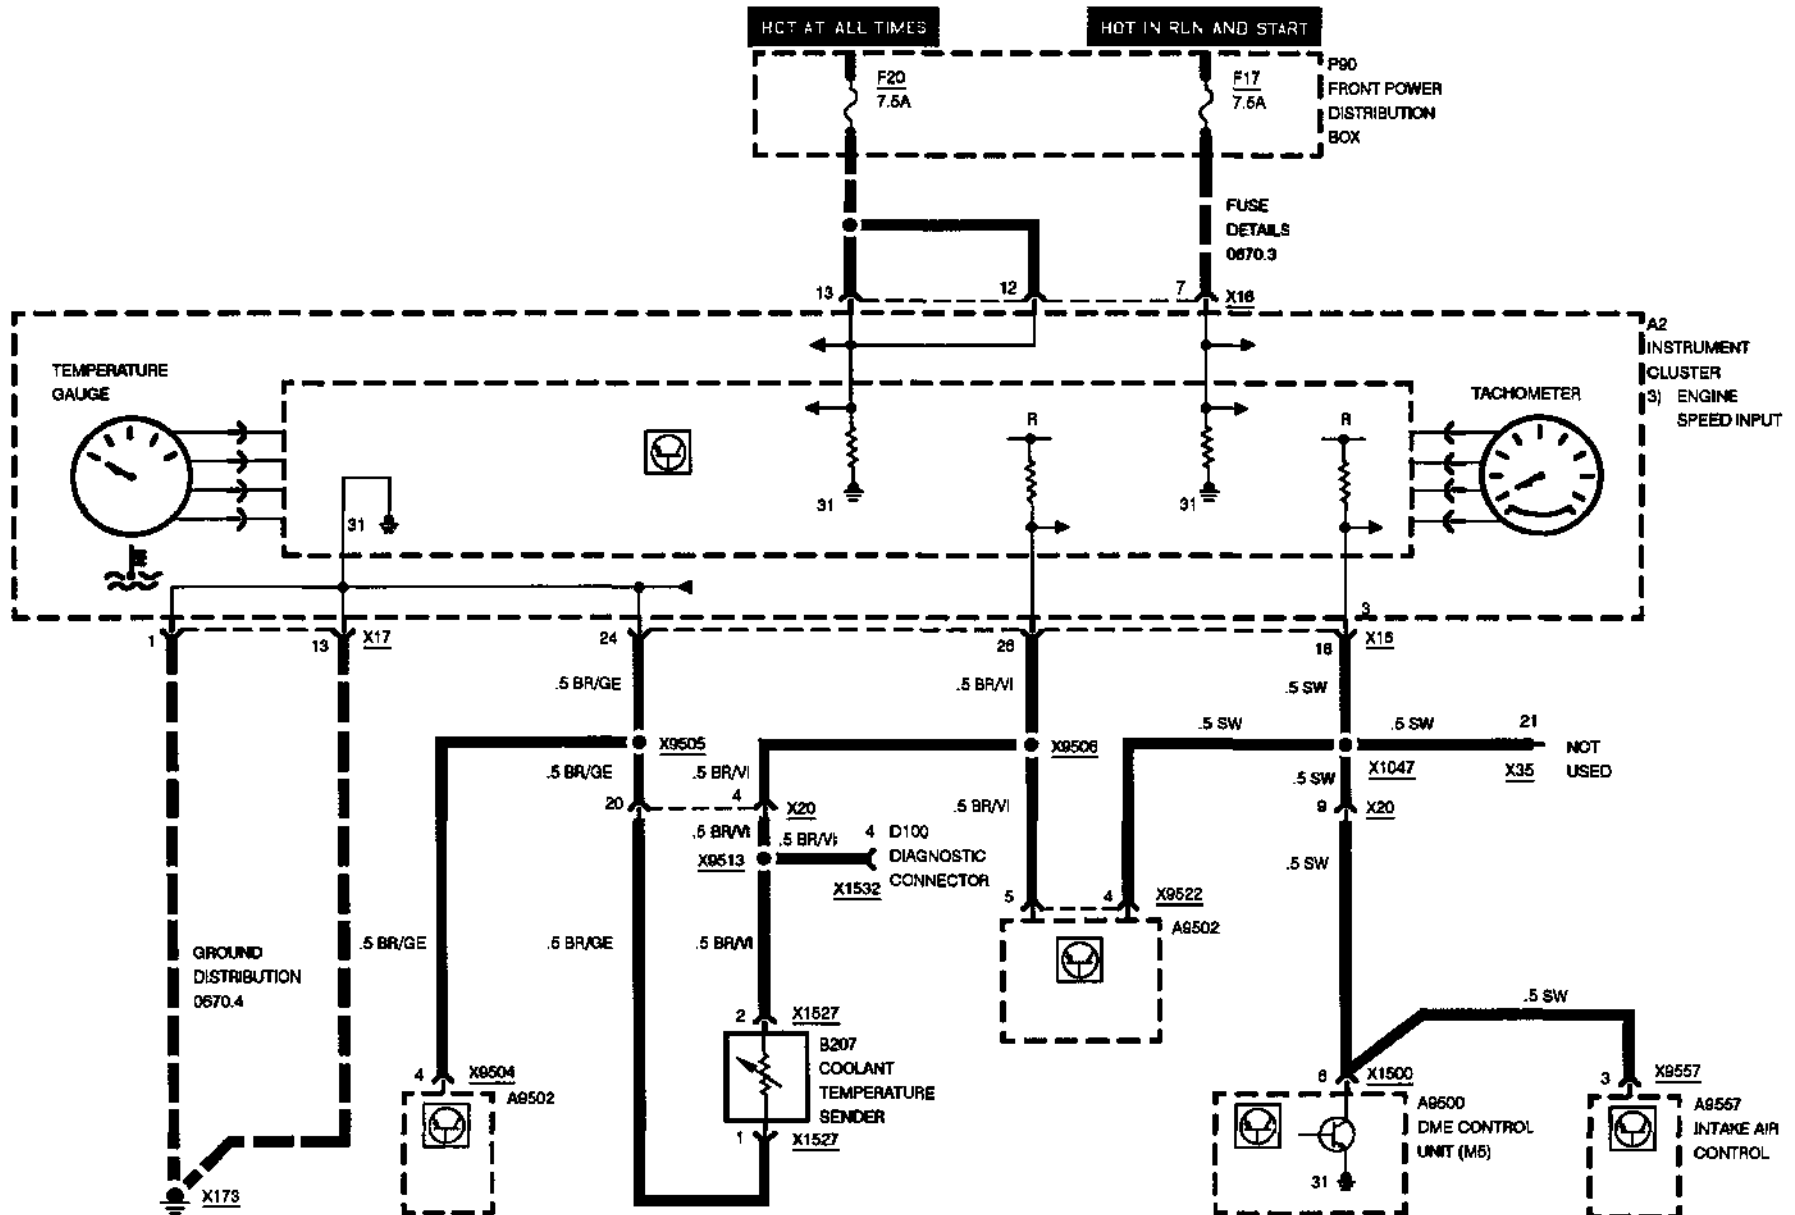 HOT AT ALL TIMES
HOT IN RUN AND START
F20
7.5A
F17
7.5A
P90
FRONT POWER
DISTRIBUTION
BOX
FUSE
DETAILS
0670.3
13
12
7
X16
A2
INSTRUMENT
CLUSTER
3) ENGINE
SPEED INPUT
TEMPERATURE
GAUGE
TACHOMETER
R
R
31
31
31
3
1
13
X17
24
26
18
X16
.5 BR/GE
.5 BR/VI
.5 SW
.5 SW
.5 SW
21
X9505
X9506
X1047
X35
NOT
USED
.5 BR/GE
.5 BR/VI
.5 SW
20
4
X20
.5 BR/VI
9
X20
.5 BR/VI
.5 BR/VI
4
D100
DIAGNOSTIC
CONNECTOR
X9513
X1532
.5 SW
5
4
X9522
A9502
GROUND
DISTRIBUTION
0670.4
.5 BR/GE
.5 BR/GE
.5 BR/VI
.5 SW
2
X1527
B207
COOLANT
TEMPERATURE
SENDER
1
X1527
4
X9504
A9502
6
X1500
A9500
DME CONTROL
UNIT (M5)
31
3
X9557
A9557
INTAKE AIR
CONTROL
X173